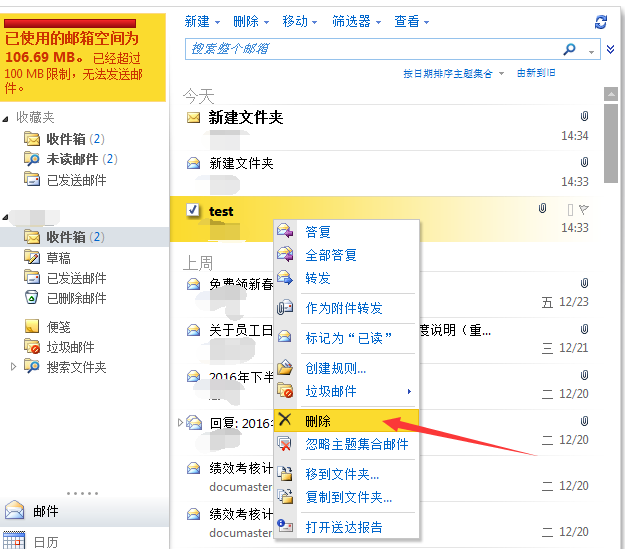 新建 删除 移动 筛选器 查看
已使用的邮箱空间为
106.69 MB。 已经超过
100 MB 限制，无法发送邮
件。
搜索整个邮箱
按日期排序主题集合 由新到旧
收藏夹
收件箱 (2)
未读邮件 (2)
已发送邮件
收件箱 (2)
草稿
已发送邮件
已删除邮件
便笺
垃圾邮件
搜索文件夹
邮件
日历
今天
新建文件夹
14:34
新建文件夹
14:33
test
14:33
上周
免费领新春
五 12/23
关于员工日
度说明（重...
三 12/21
2016年下半
二 12/20
回复: 2016年
二 12/20
绩效考核计
documaster
二 12/20
绩效考核计
documaster
二 12/20
答复
全部答复
转发
作为附件转发
标记为“已读”
创建规则...
垃圾邮件
删除
忽略主题集合邮件
移到文件夹...
复制到文件夹...
打开送达报告